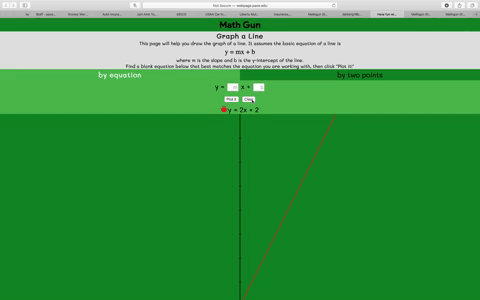 Not Secure — webspace.pace.edu
Math Gun
Graph a Line
This page will help you draw the graph of a line. It assumes the basic equation of a line is
y = mx + b
where m is the slope and b is the y-intercept of the line.
Find a blank equation below that best matches the equation you are working with, then click "Plot it!"
by equation
by two points
y = x +
Plot it Clear
y = 2x + 2